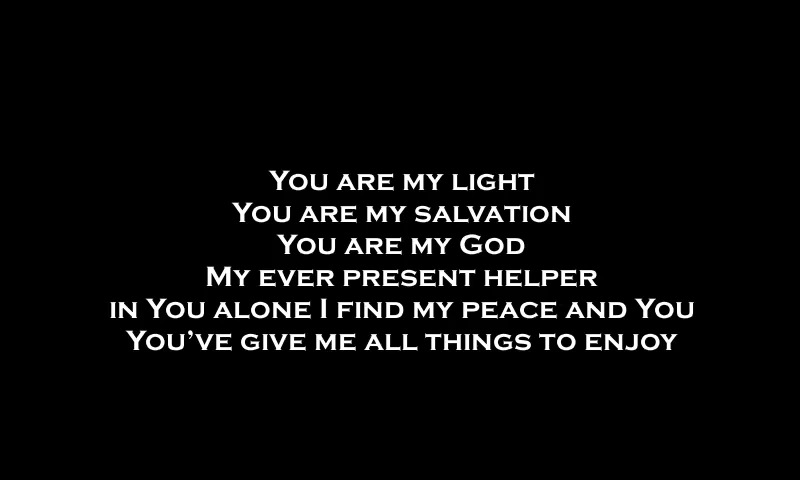 You are my light
You are my salvation
You are my God
My ever present helper
in You alone I find my peace and You
You’ve give me all things to enjoy